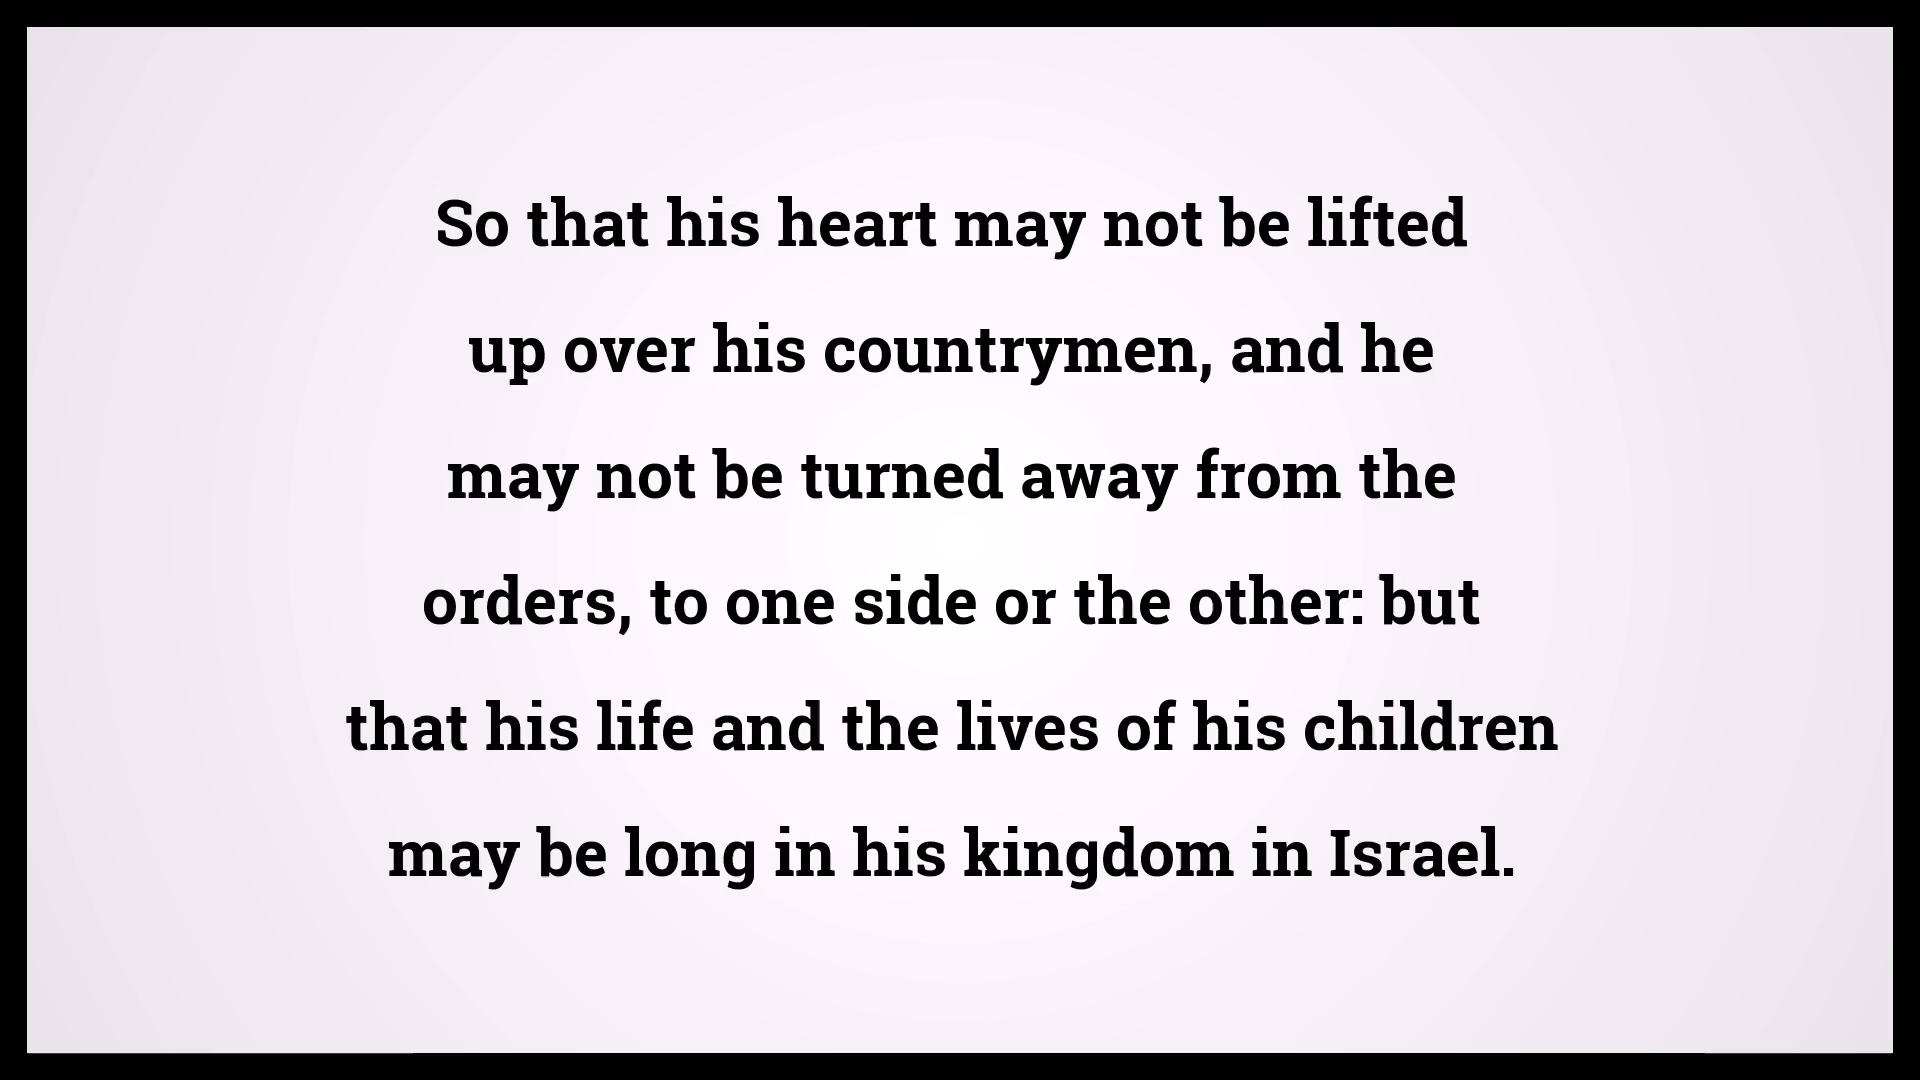 So that his heart may not be lifted
up over his countrymen, and he
may not be turned away from the
orders, to one side or the other: but
that his life and the lives of his children
may be long in his kingdom in Israel.